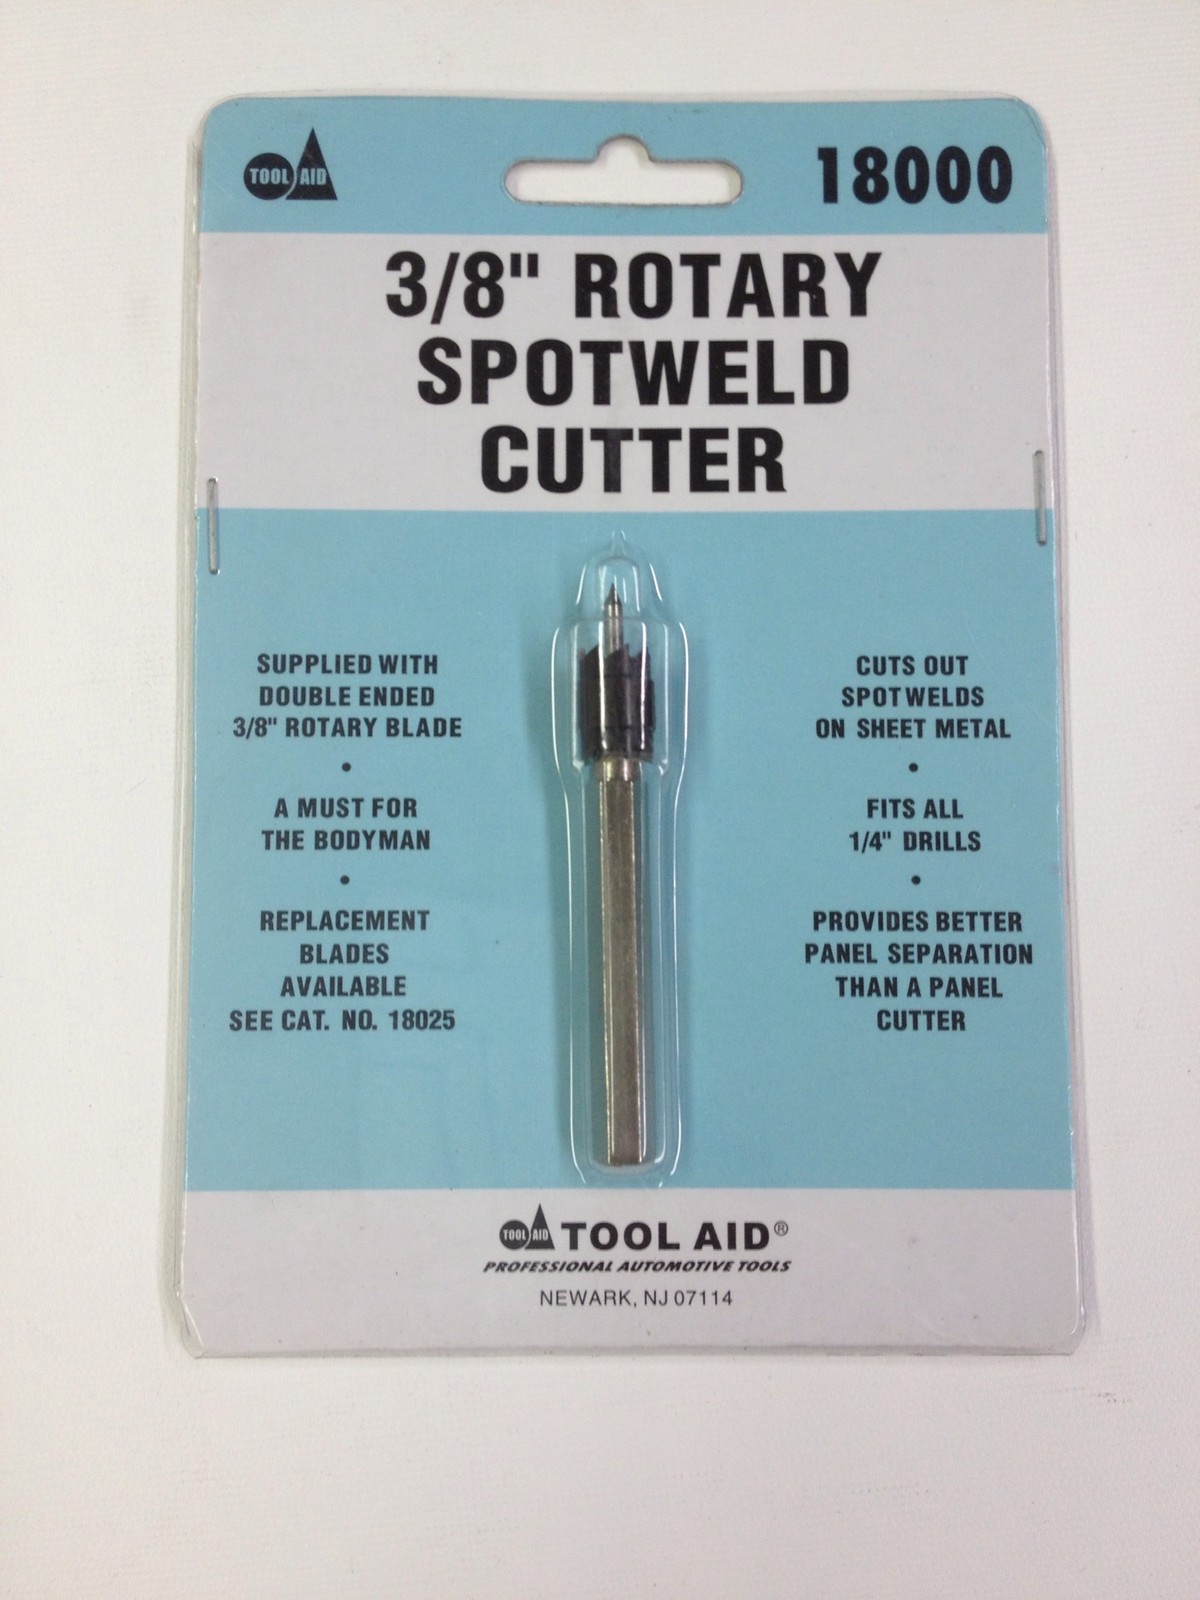 TOOL AID
18000
3/8" ROTARY
SPOTWELD
CUTTER
SUPPLIED WITH
DOUBLE ENDED
3/8" ROTARY BLADE
•
A MUST FOR
THE BODYMAN
•
REPLACEMENT
BLADES
AVAILABLE
SEE CAT. NO. 18025
CUTS OUT
SPOTWELDS
ON SHEET METAL
•
FITS ALL
1/4" DRILLS
•
PROVIDES BETTER
PANEL SEPARATION
THAN A PANEL
CUTTER
TOOL AID TOOL AID®
PROFESSIONAL AUTOMOTIVE TOOLS
NEWARK, NJ 07114